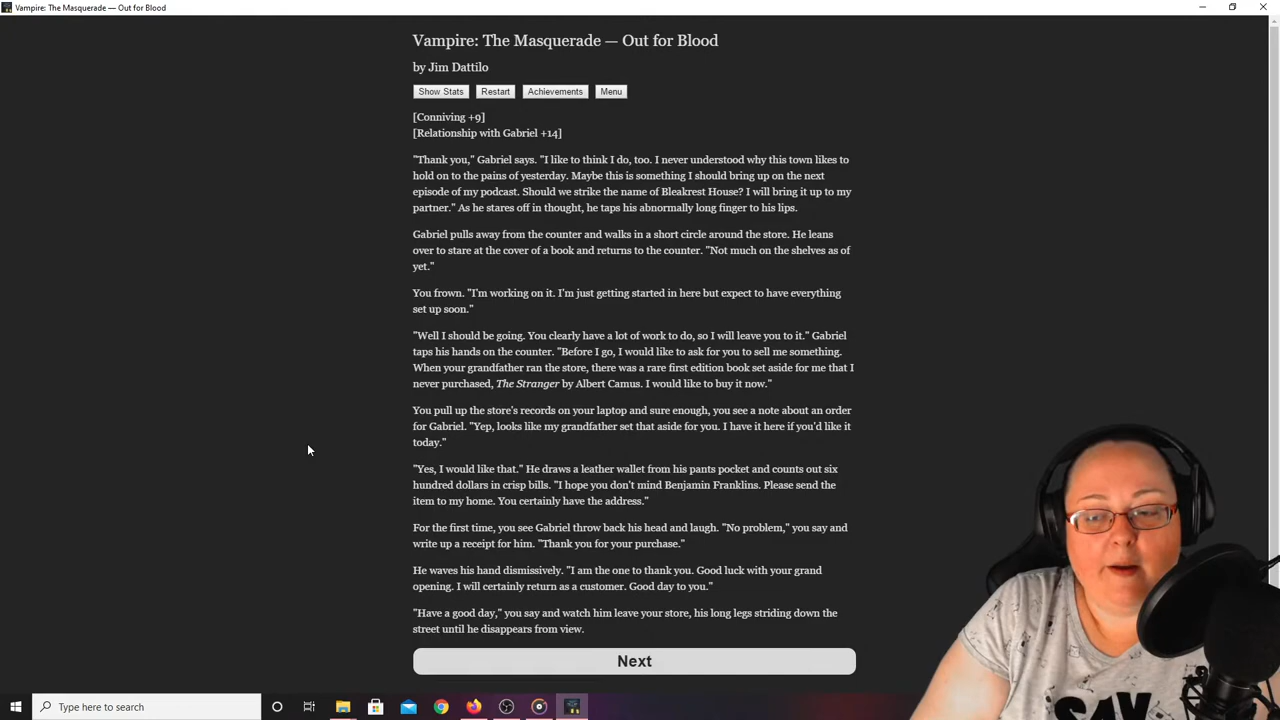 Vampire: The Masquerade — Out for Blood
Vampire: The Masquerade — Out for Blood
by Jim Dattilo
Show Stats Restart Achievements Menu
[Conniving +9]
[Relationship with Gabriel +14]
"Thank you," Gabriel says. "I like to think I do, too. I never understood why this town likes to
hold on to the pains of yesterday. Maybe this is something I should bring up on the next
episode of my podcast. Should we strike the name of Bleakrest House? I will bring it up to my
partner." As he stares off in thought, he taps his abnormally long finger to his lips.
Gabriel pulls away from the counter and walks in a short circle around the store. He leans
over to stare at the cover of a book and returns to the counter. "Not much on the shelves as of
yet."
You frown. "I'm working on it. I'm just getting started in here but expect to have everything
set up soon."
"Well I should be going. You clearly have a lot of work to do, so I will leave you to it." Gabriel
taps his hands on the counter. "Before I go, I would like to ask for you to sell me something.
When your grandfather ran the store, there was a rare first edition book set aside for me that I
never purchased, The Stranger by Albert Camus. I would like to buy it now."
You pull up the store's records on your laptop and sure enough, you see a note about an order
for Gabriel. "Yep, looks like my grandfather set that aside for you. I have it here if you'd like it
today."
"Yes, I would like that." He draws a leather wallet from his pants pocket and counts out six
hundred dollars in crisp bills. "I hope you don't mind Benjamin Franklins. Please send the
item to my home. You certainly have the address."
For the first time, you see Gabriel throw back his head and laugh. "No problem," you say and
write up a receipt for him. "Thank you for your purchase."
He waves his hand dismissively. "I am the one to thank you. Good luck with your grand
opening. I will certainly return as a customer. Good day to you."
"Have a good day," you say and watch him leave your store, his long legs striding down the
street until he disappears from view.
Next
SAY
Type here to search